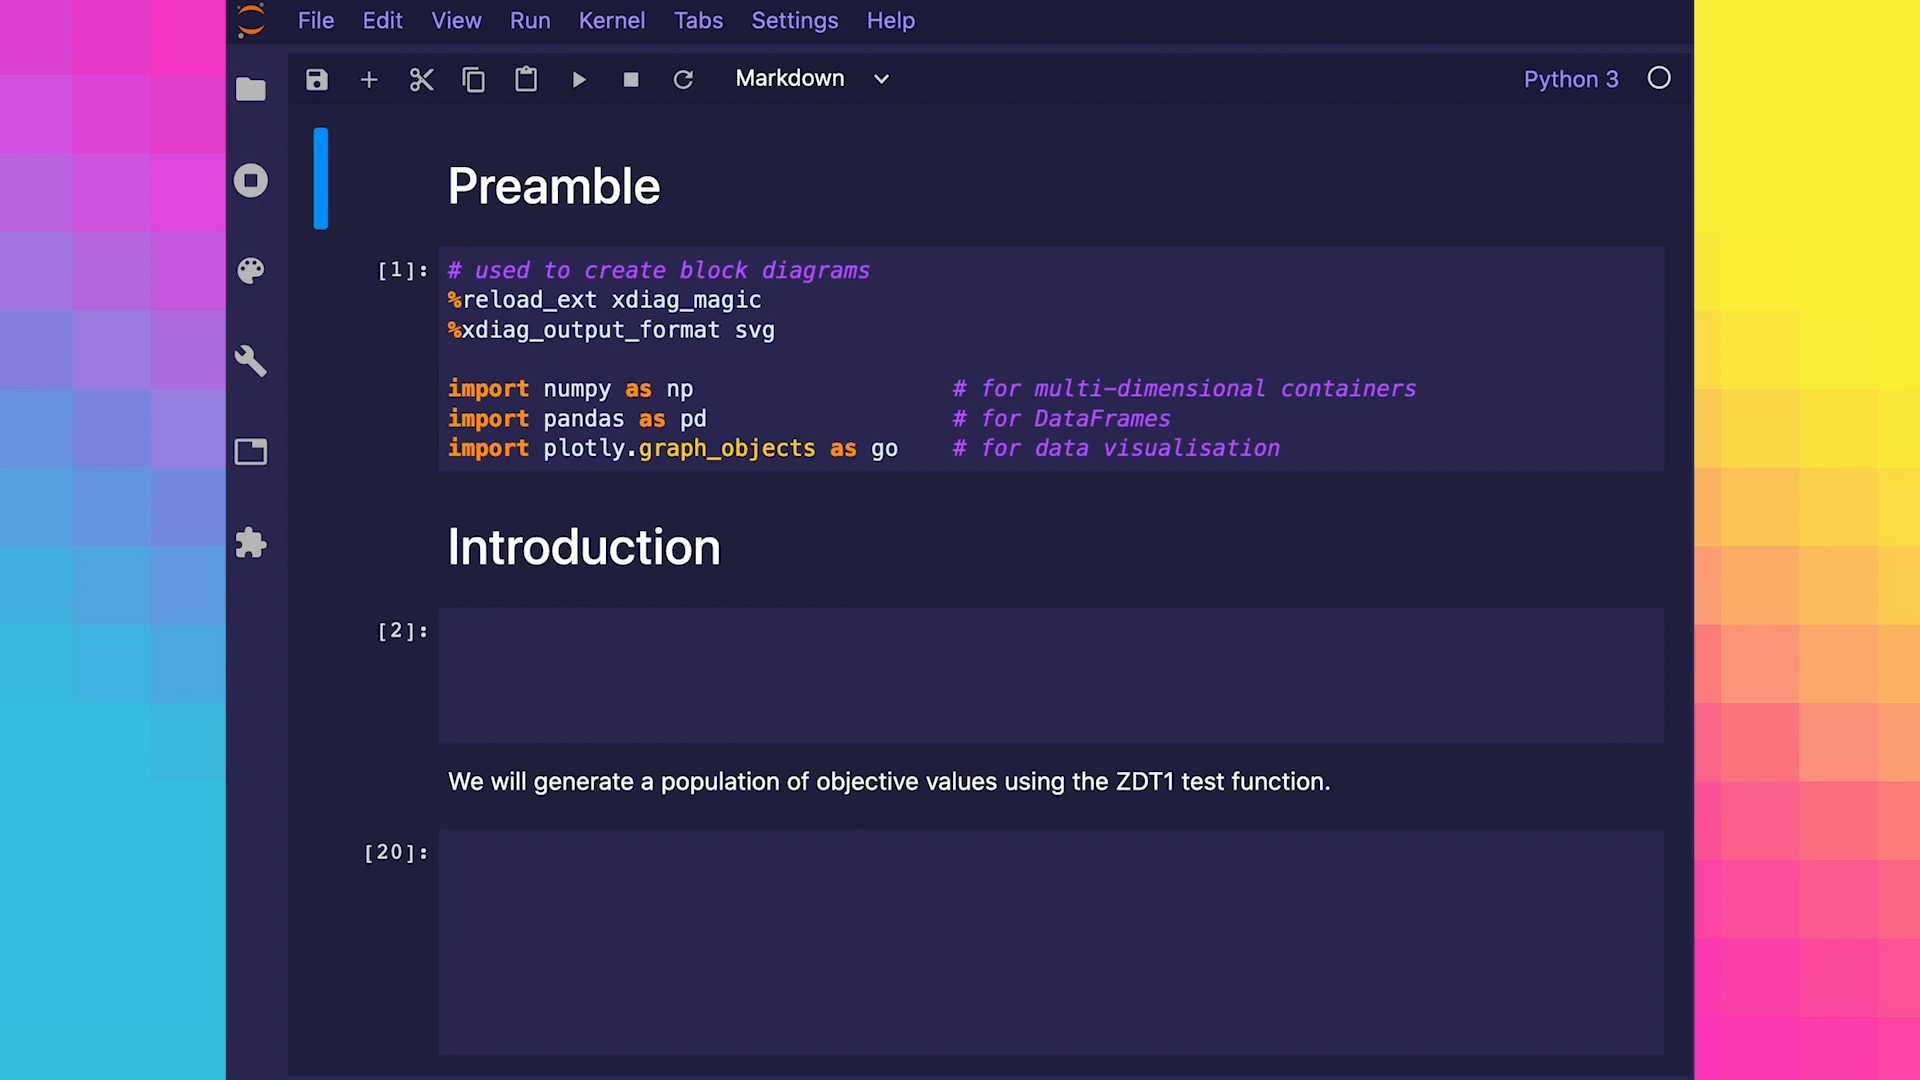 File Edit View Run Kernel Tabs Settings Help
Markdown Python 3
Preamble
[1]: # used to create block diagrams
%reload_ext xdiag_magic
%xdiag_output_format svg
import numpy as np # for multi-dimensional containers
import pandas as pd # for DataFrames
import plotly.graph_objects as go # for data visualisation
Introduction
[2]:
We will generate a population of objective values using the ZDT1 test function.
[20]: